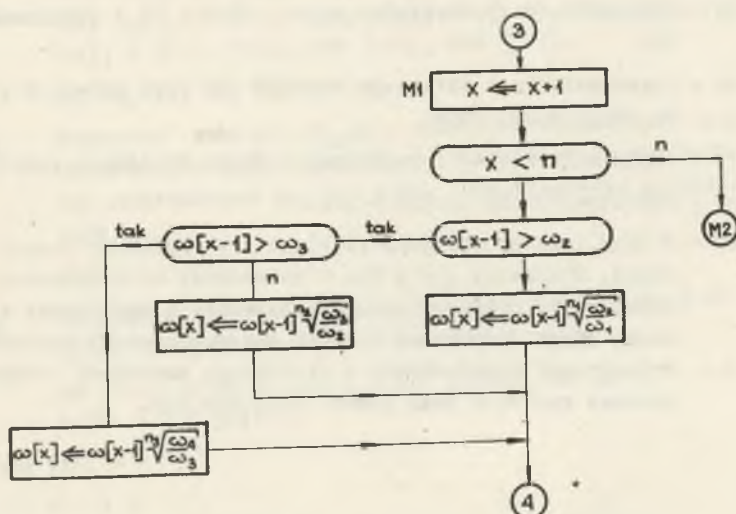 3
M1 x ⇐ x+1
x < n
n
M2
tak
ω[x-1] > ω₃
tak
ω[x-1] > ω₂
n
ω[x] ⇐ ω[x-1] ⁿ²√(ω₃/ω₂)
ω[x] ⇐ ω[x-1] ⁿ¹√(ω₂/ω₁)
ω[x] ⇐ ω[x-1] ⁿ³√(ω₄/ω₃)
4